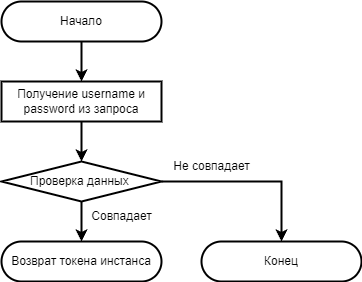 Начало
Получение username и
password из запроса
Не совпадает
Проверка данных
Совпадает
Возврат токена инстанса
Конец